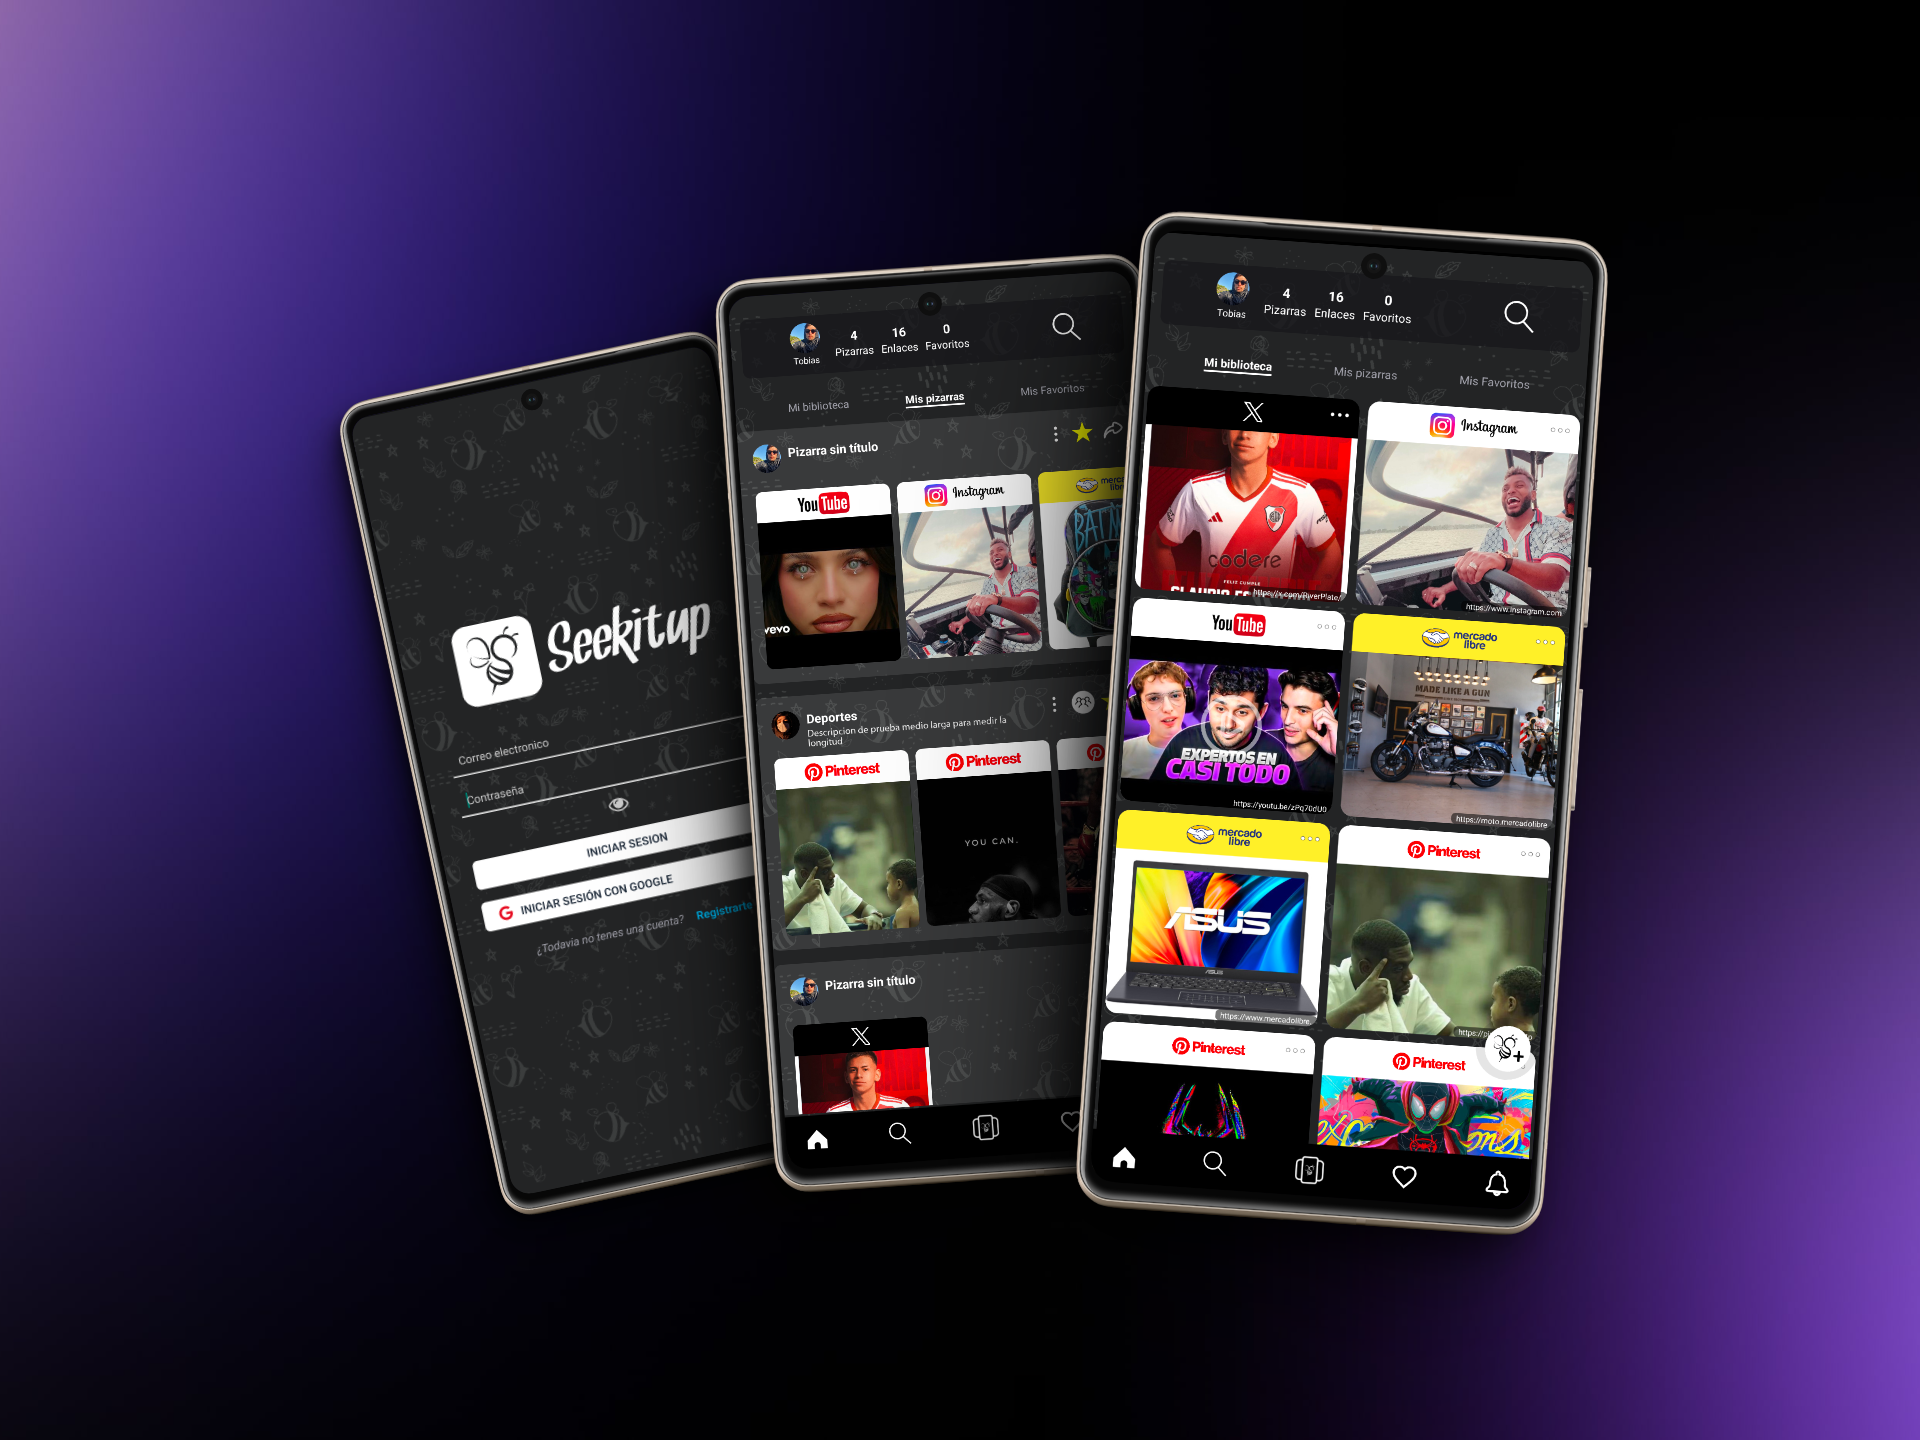 Seekitup
Correo electronico
Contraseña
INICIAR SESION
G INICIAR SESIÓN CON GOOGLE
¿Todavia no tenes una cuenta? Registrarte
Tobias
4
Pizarras
16
Enlaces
0
Favoritos
Mi biblioteca
Mis pizarras
Mis Favoritos
Pizarra sin título
YouTube
Instagram
vevo
Deportes
Descripcion de prueba medio larga para medir la
longitud
Pinterest
Pinterest
YOU CAN.
Pizarra sin título
X
Tobias
4
Pizarras
16
Enlaces
0
Favoritos
Mi biblioteca
Mis pizarras
Mis Favoritos
X
Instagram
codere
FELIZ CUMPLE
https://x.com/RiverPlate/
https://www.instagram.com
YouTube
mercado
libre
MADE LIKE A GUN
EXPERTOS EN
CASI TODO
https://youtu.be/zPq70dU0
https://moto.mercadolibre
mercado
libre
Pinterest
ASUS
ASUS
https://www.mercadolibre.
Pinterest
Pinterest